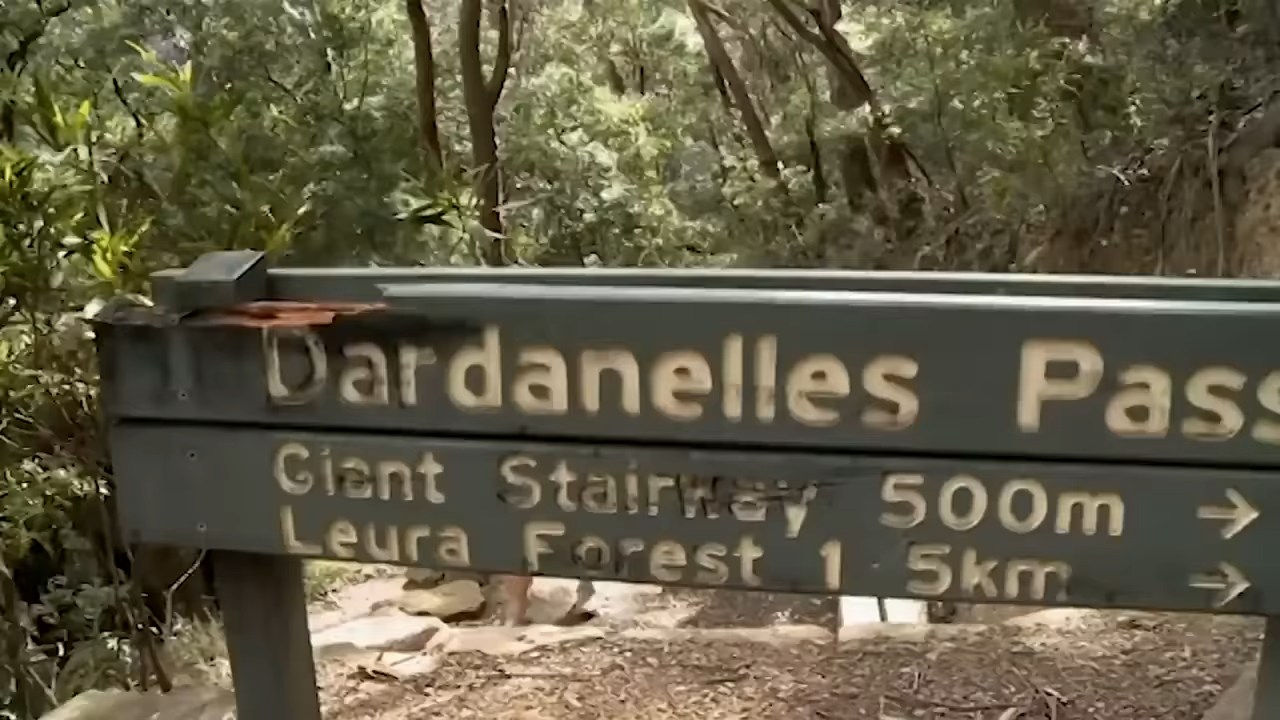 Dardanelles Pass
Giant Stairway 500m →
Leura Forest 1 5km →